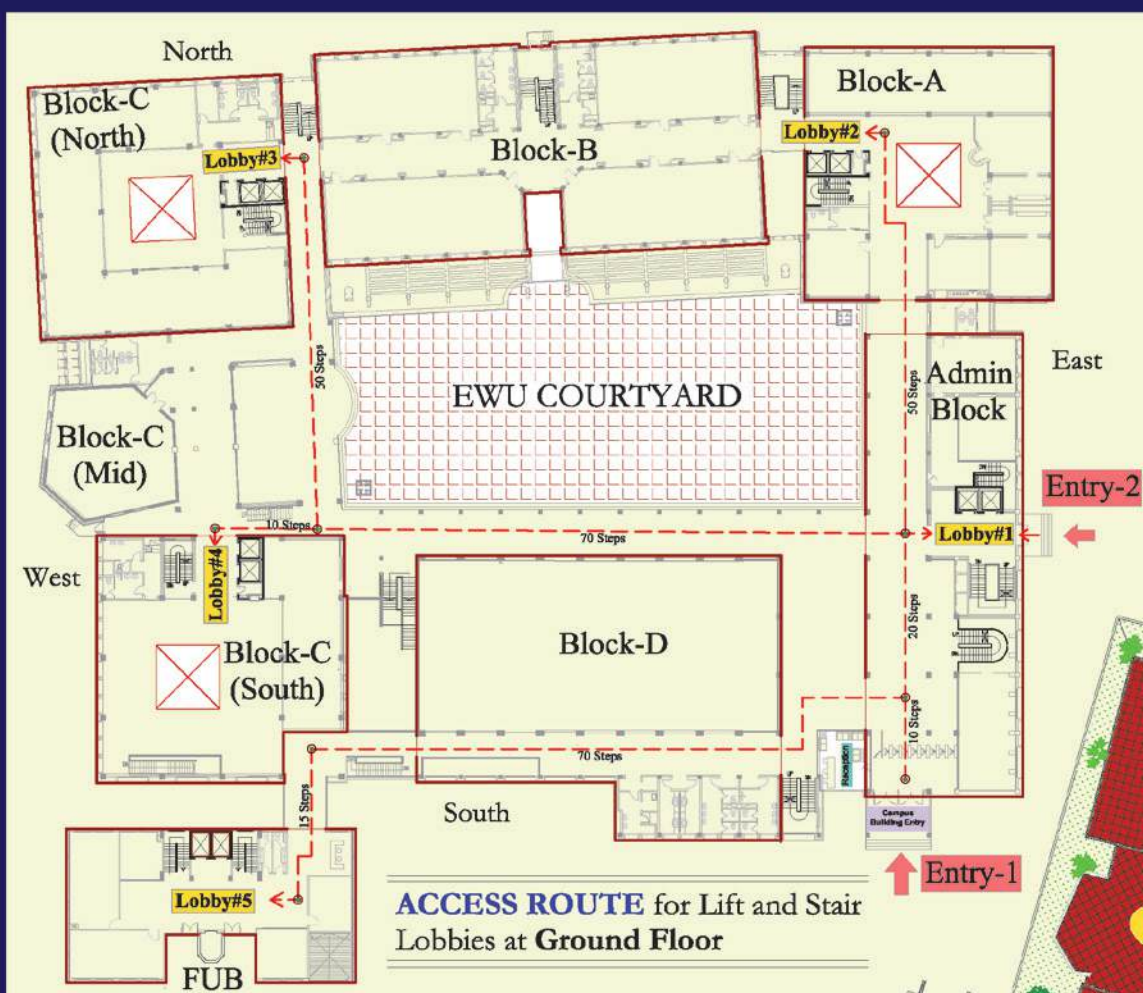 North
Block-C
(North)
Lobby#3
Block-B
Block-A
Lobby#2
50 Steps
EWU COURTYARD
50 Steps
Admin
Block
East
Block-C
(Mid)
Entry-2
10 Steps
70 Steps
Lobby#1
West
Lobby#4
Block-C
(South)
Block-D
20 Steps
10 Steps
70 Steps
Reception
15 Steps
South
Campus
Building Entry
Entry-1
Lobby#5
FUB
ACCESS ROUTE for Lift and Stair
Lobbies at Ground Floor